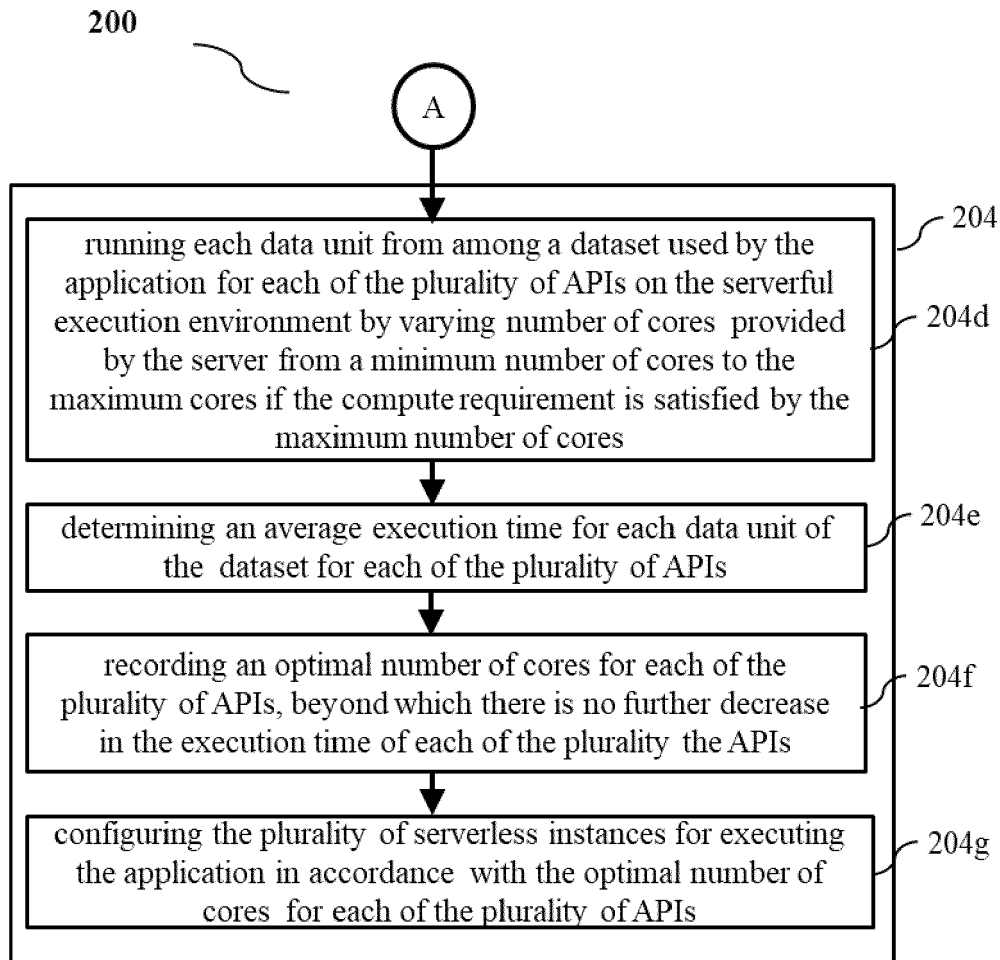 200
A
204
running each data unit from among a dataset used by the
application for each of the plurality of APIs on the serverful
execution environment by varying number of cores provided
by the server from a minimum number of cores to the
maximum cores if the compute requirement is satisfied by the
maximum number of cores
204d
determining an average execution time for each data unit of
the dataset for each of the plurality of APIs
204e
recording an optimal number of cores for each of the
plurality of APIs, beyond which there is no further decrease
in the execution time of each of the plurality the APIs
204f
configuring the plurality of serverless instances for executing
the application in accordance with the optimal number of
cores for each of the plurality of APIs
204g